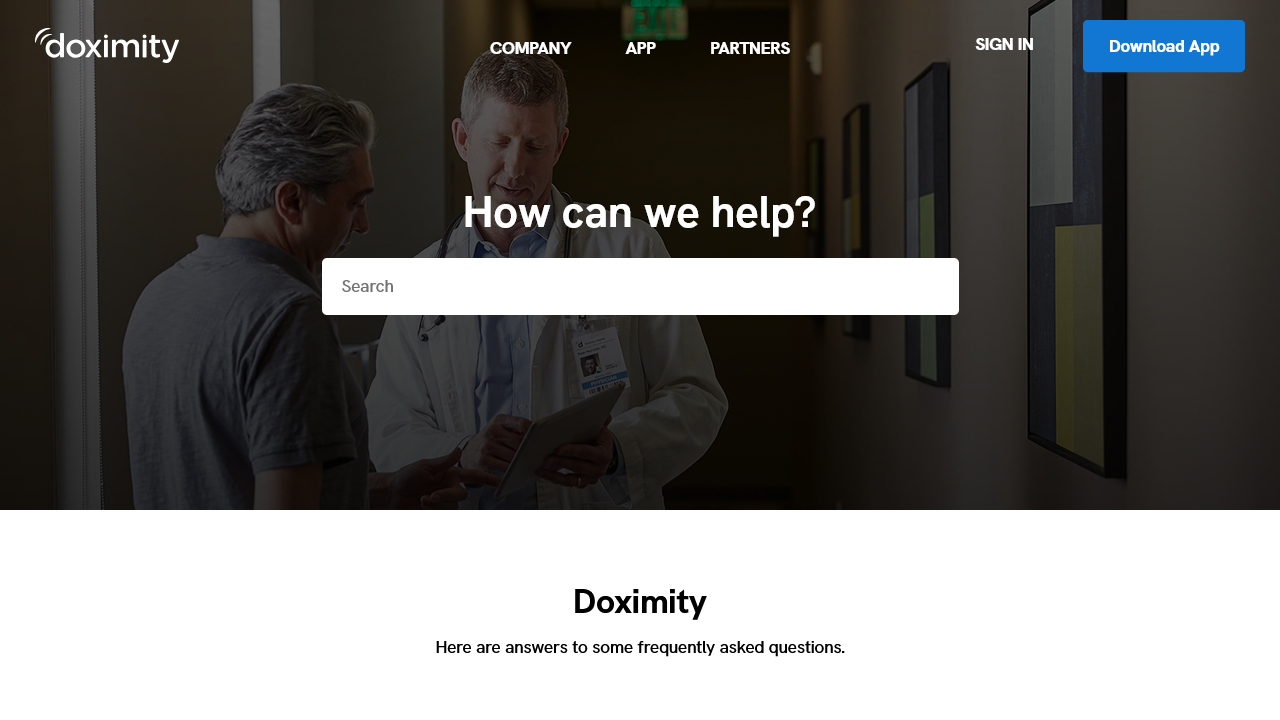 doximity
COMPANY
APP
PARTNERS
SIGN IN
Download App
How can we help?
Search
Doximity
Here are answers to some frequently asked questions.